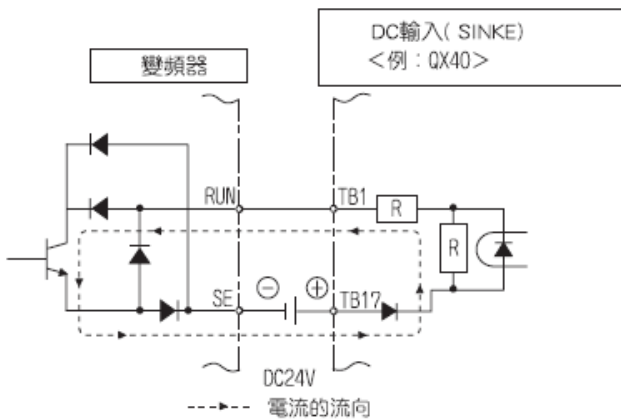 DC輸入( SINKE)
<例：QX40>
變頻器
RUN
TB1
R
R
SE
⊖
⊕
TB17
DC24V
電流的流向